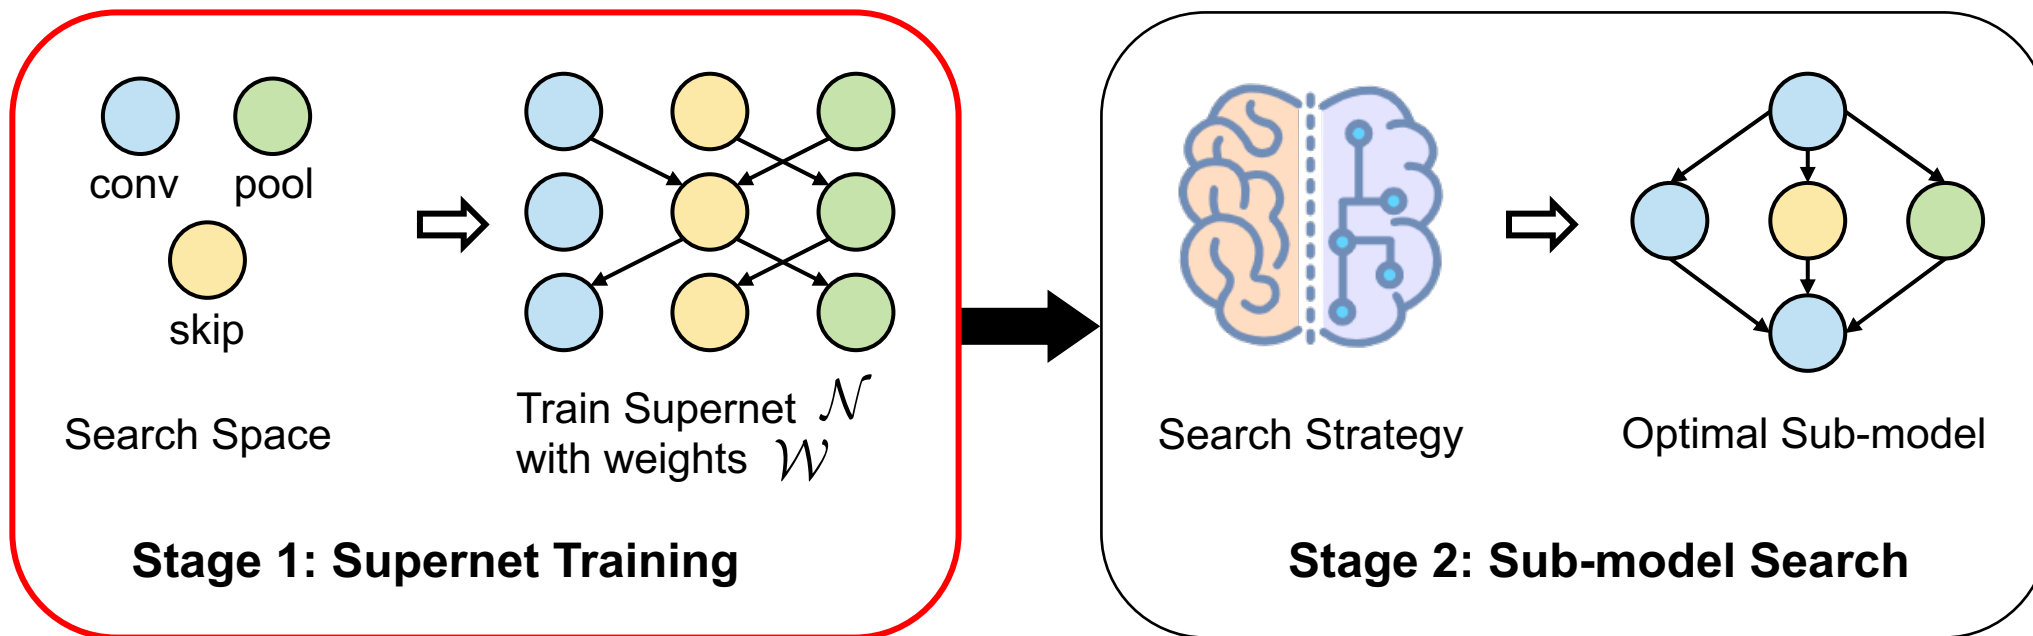 conv pool
skip
Search Space
Train Supernet 𝒩
with weights 𝒲
Stage 1: Supernet Training
Search Strategy
Optimal Sub-model
Stage 2: Sub-model Search